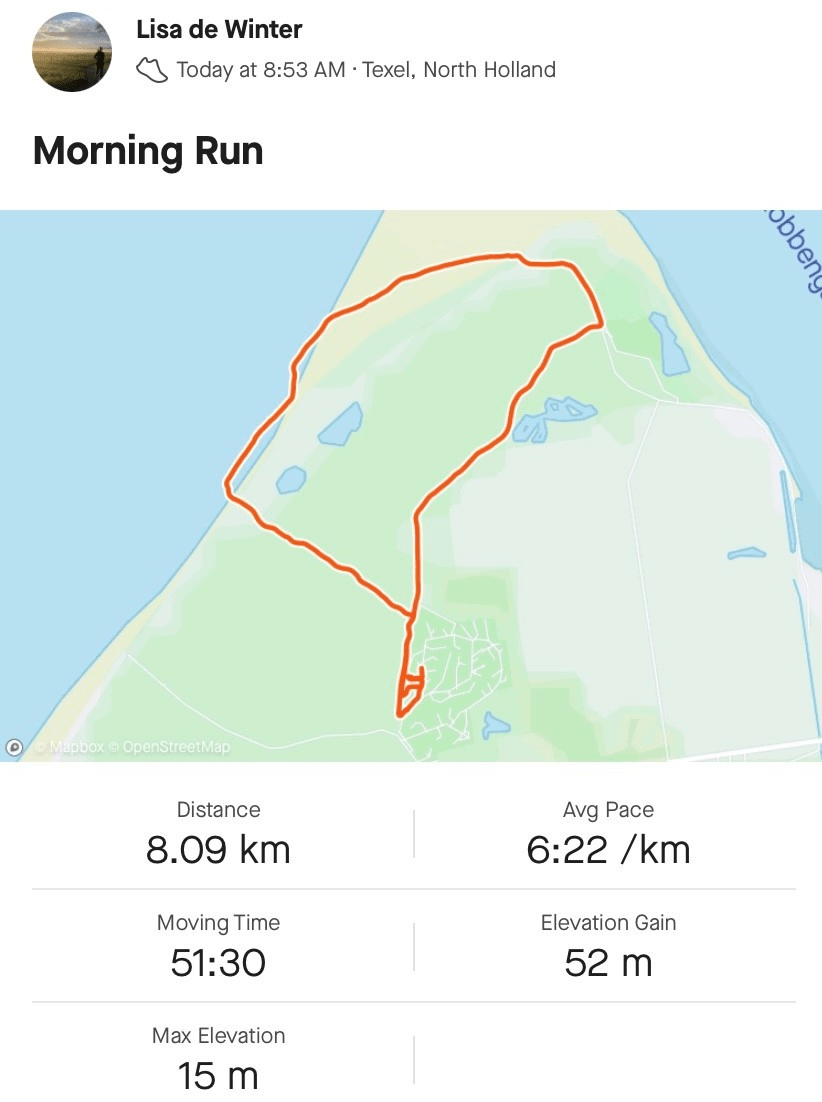 Lisa de Winter
Today at 8:53 AM · Texel, North Holland
Morning Run
© Mapbox © OpenStreetMap
Distance
8.09 km
Avg Pace
6:22 /km
Moving Time
51:30
Elevation Gain
52 m
Max Elevation
15 m